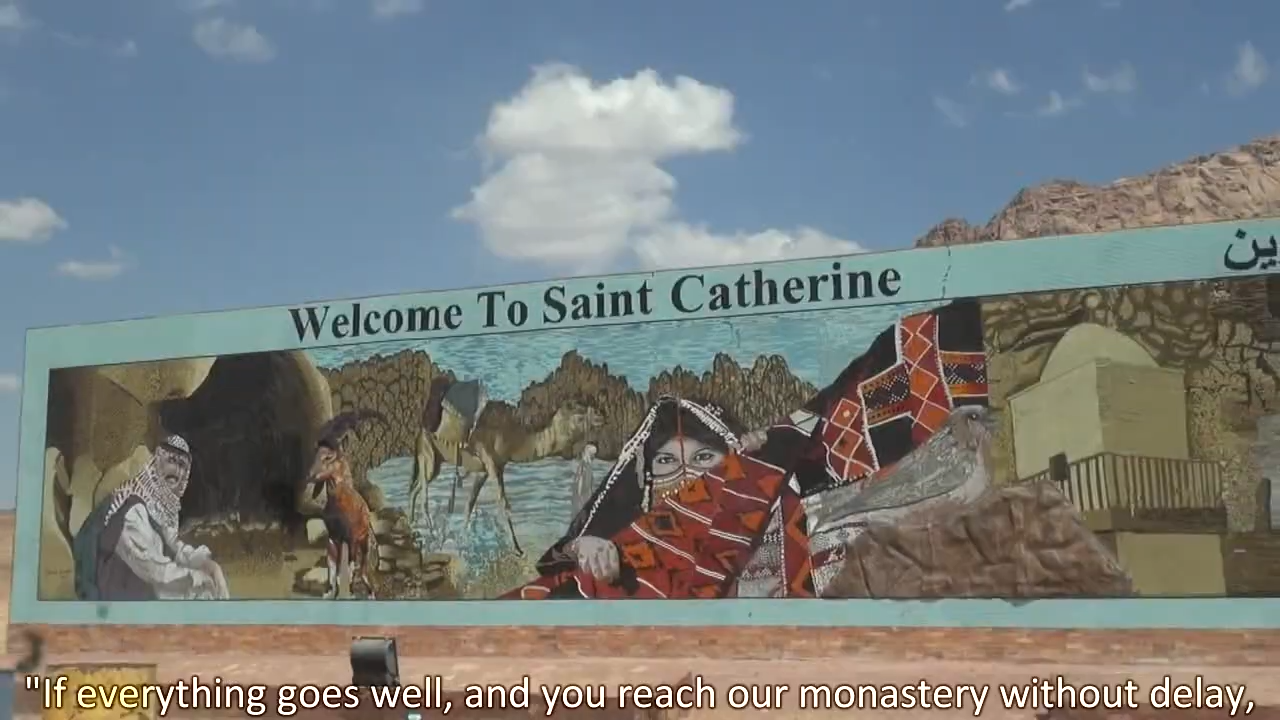 Welcome To Saint Catherine
"If everything goes well, and you reach our monastery without delay,